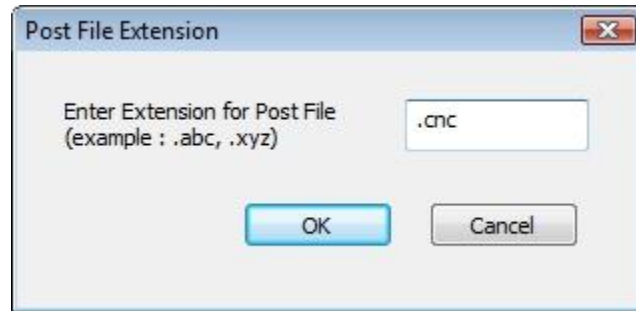 Post File Extension
Enter Extension for Post File
(example : .abc, .xyz)
.cnc
OK
Cancel